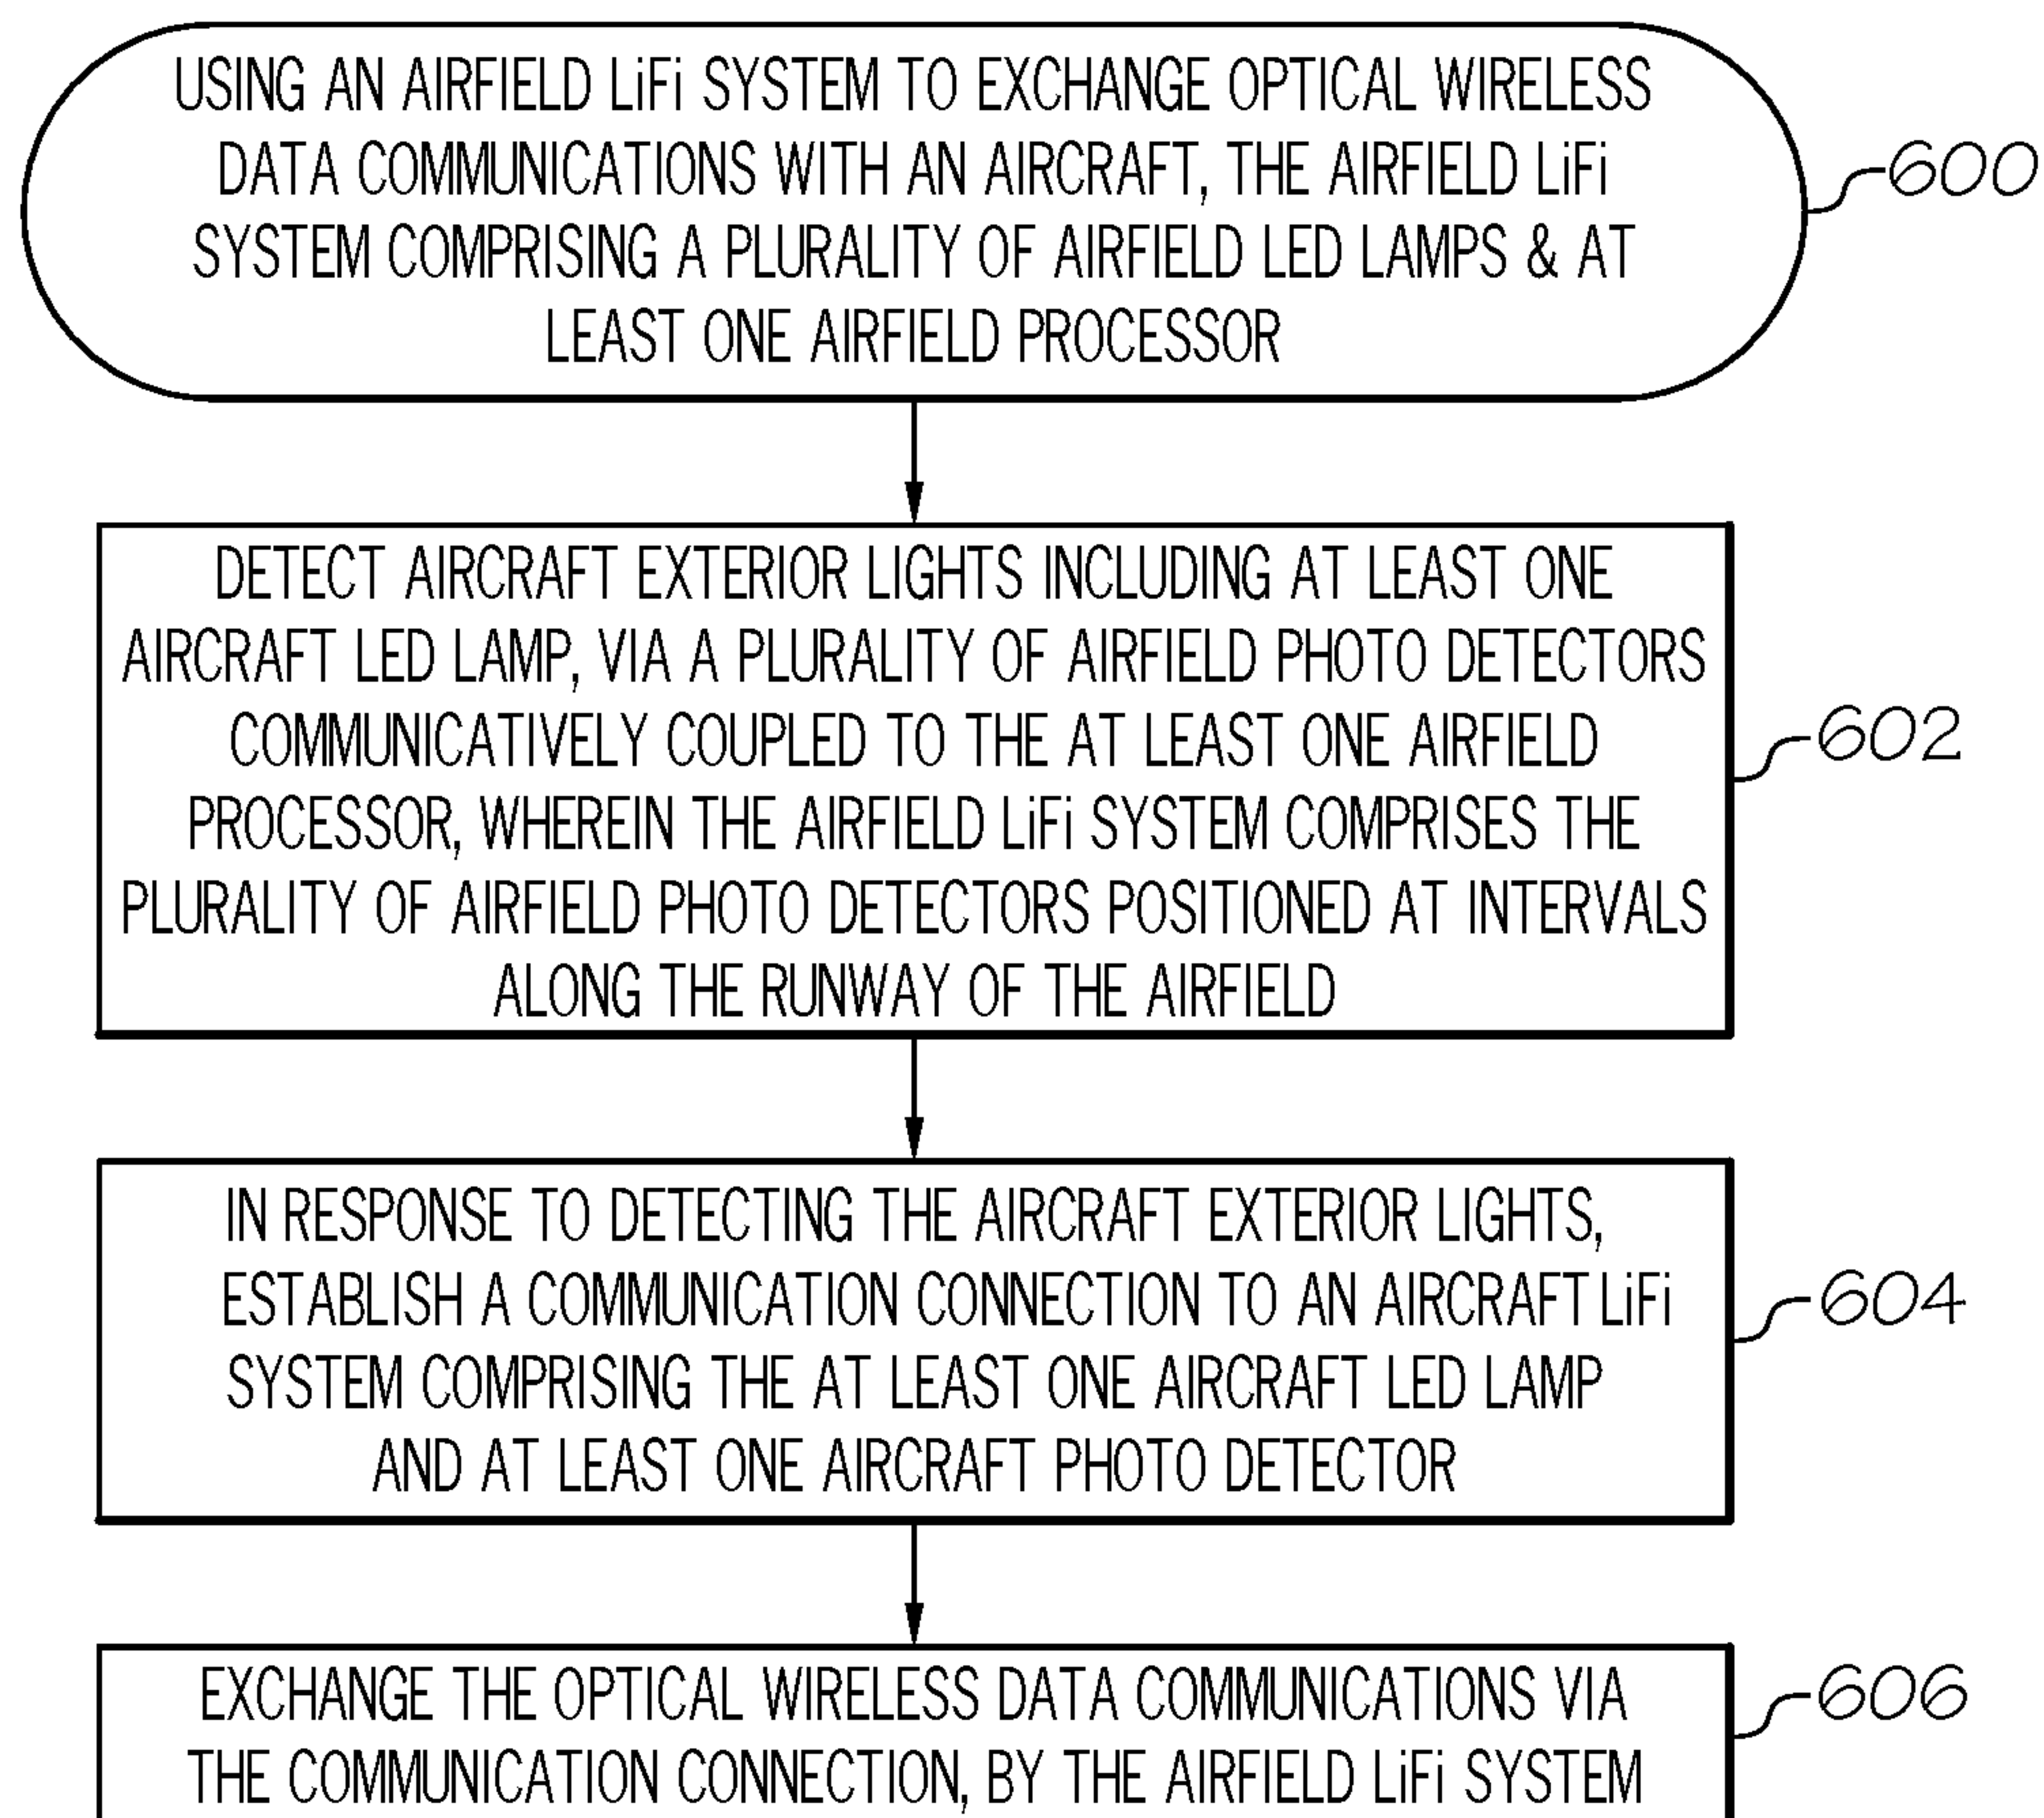 USING AN AIRFIELD LiFi SYSTEM TO EXCHANGE OPTICAL WIRELESS
DATA COMMUNICATIONS WITH AN AIRCRAFT, THE AIRFIELD LiFi
SYSTEM COMPRISING A PLURALITY OF AIRFIELD LED LAMPS & AT
LEAST ONE AIRFIELD PROCESSOR
600
DETECT AIRCRAFT EXTERIOR LIGHTS INCLUDING AT LEAST ONE
AIRCRAFT LED LAMP, VIA A PLURALITY OF AIRFIELD PHOTO DETECTORS
COMMUNICATIVELY COUPLED TO THE AT LEAST ONE AIRFIELD
PROCESSOR, WHEREIN THE AIRFIELD LiFi SYSTEM COMPRISES THE
PLURALITY OF AIRFIELD PHOTO DETECTORS POSITIONED AT INTERVALS
ALONG THE RUNWAY OF THE AIRFIELD
602
IN RESPONSE TO DETECTING THE AIRCRAFT EXTERIOR LIGHTS,
ESTABLISH A COMMUNICATION CONNECTION TO AN AIRCRAFT LiFi
SYSTEM COMPRISING THE AT LEAST ONE AIRCRAFT LED LAMP
AND AT LEAST ONE AIRCRAFT PHOTO DETECTOR
604
EXCHANGE THE OPTICAL WIRELESS DATA COMMUNICATIONS VIA
THE COMMUNICATION CONNECTION, BY THE AIRFIELD LiFi SYSTEM
606